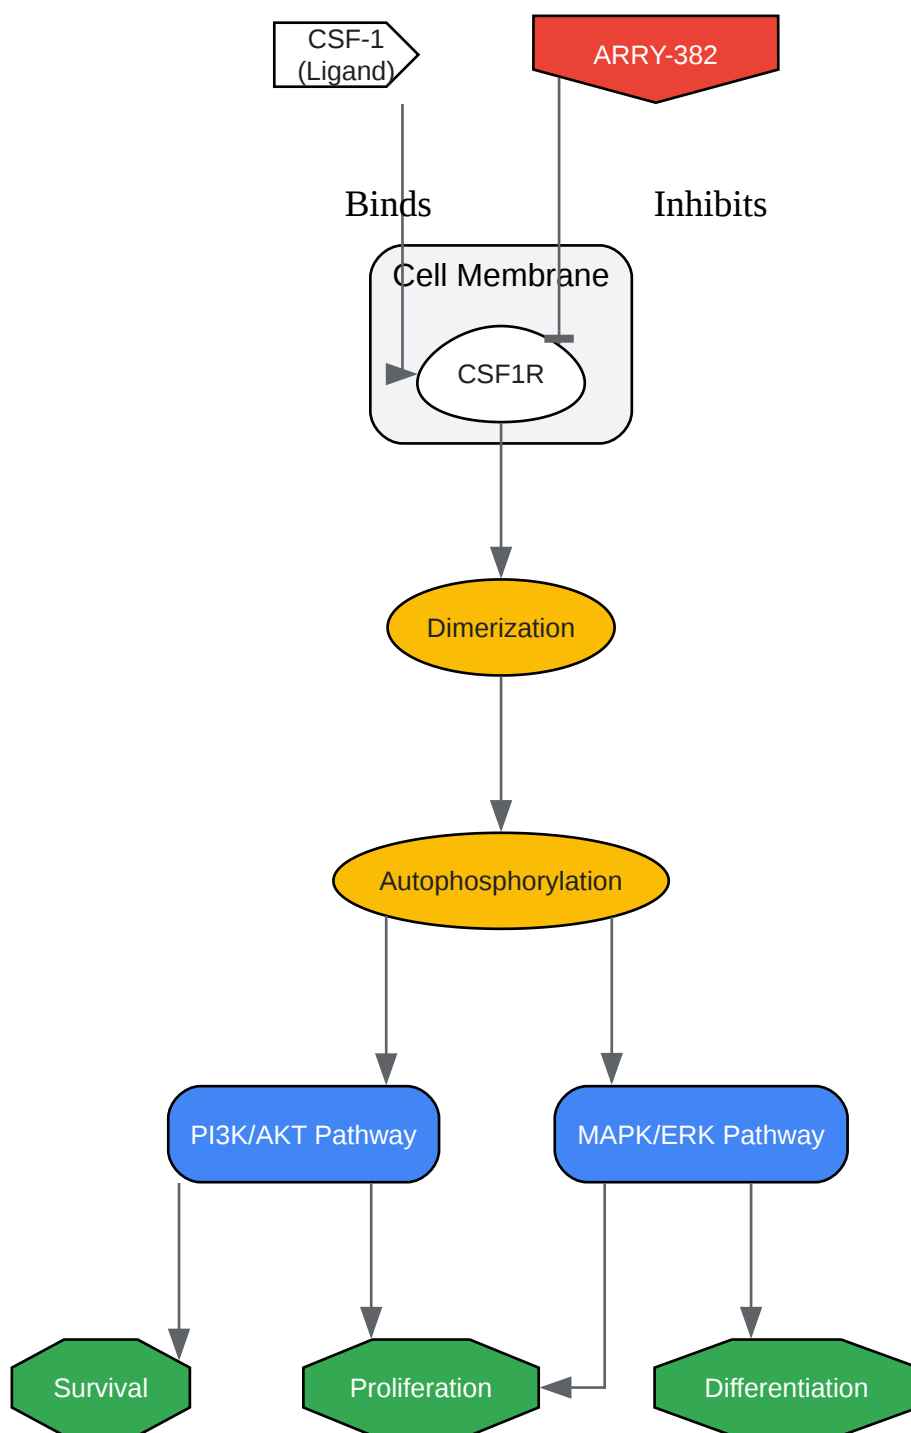 CSF-1
(Ligand)
ARRY-382
Binds
Inhibits
Cell Membrane
CSF1R
Dimerization
Autophosphorylation
PI3K/AKT Pathway
MAPK/ERK Pathway
Survival
Proliferation
Differentiation